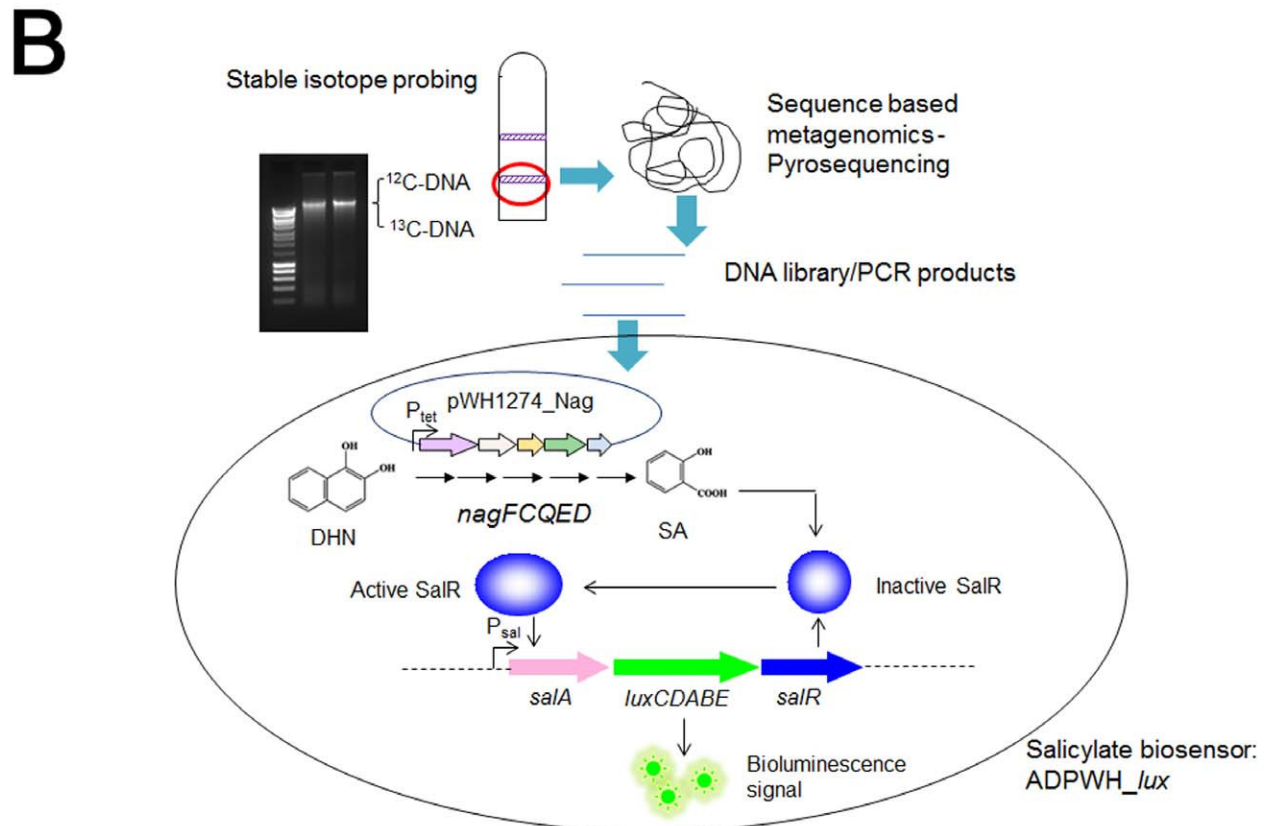 B
Stable isotope probing
Sequence based
metagenomics -
Pyrosequencing
12C-DNA
13C-DNA
DNA library/PCR products
pWH1274_Nag
Ptet
OH
OH
OH
COOH
nagFCQED
DHN
SA
Active SalR
Inactive SalR
Psal
salA
luxCDABE
salR
Bioluminescence
signal
Salicylate biosensor:
ADPWH_lux